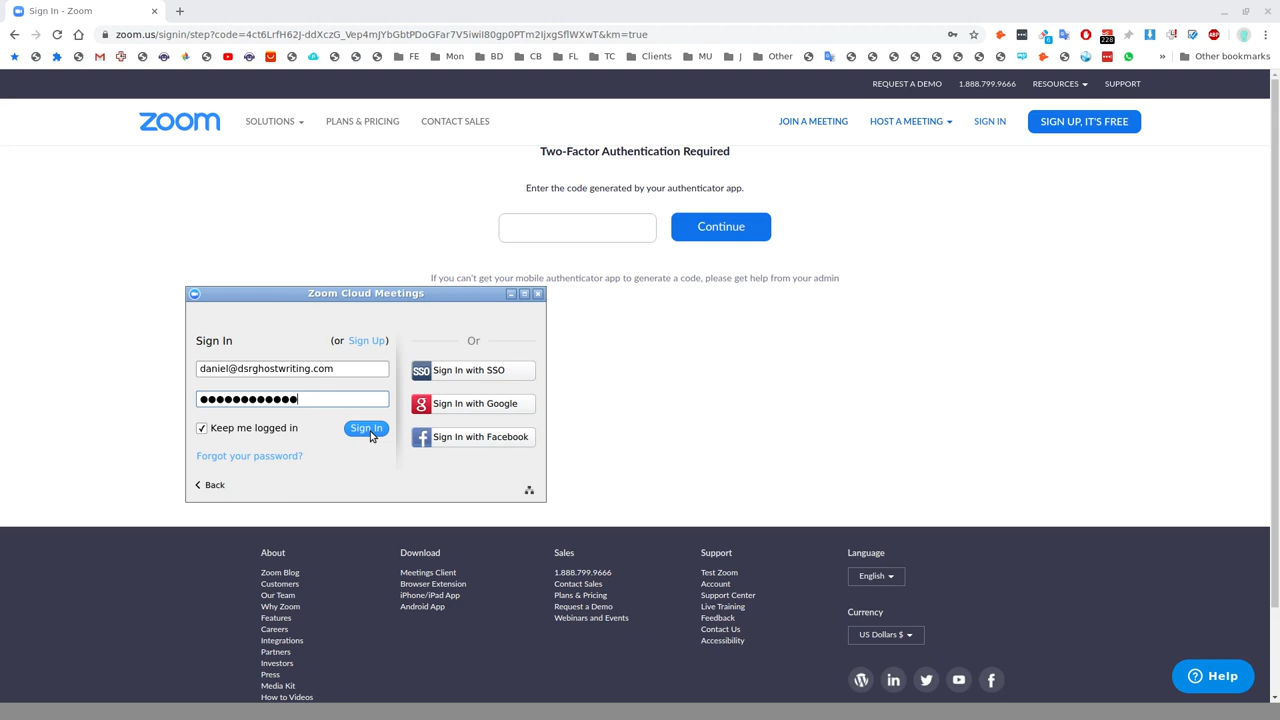 Sign In - Zoom
zoom.us/signin/step?code=4ct6LrfH62J-ddXczG_
FE Mon BD CB FL TC Clients MU J Other Other bookmarks
6
228
ABP
REQUEST A DEMO 1.888.799.9666 RESOURCES SUPPORT
zoom SOLUTIONS PLANS & PRICING CONTACT SALES JOIN A MEETING HOST A MEETING SIGN IN SIGN UP, IT'S FREE
Two-Factor Authentication Required
Enter the code generated by your authenticator app.
Continue
If you can't get your mobile authenticator app to generate a code, please get help from your admin
Zoom Cloud Meetings
Sign In (or Sign Up)
daniel@dsrghostwriting.com
Keep me logged in Sign In
Forgot your password?
Back
Or
SSO Sign In with SSO
g Sign In with Google
f Sign In with Facebook
About
Zoom Blog
Customers
Our Team
Why Zoom
Features
Careers
Integrations
Partners
Investors
Press
Media Kit
How to Videos
Download
Meetings Client
Browser Extension
iPhone/iPad App
Android App
Sales
1.888.799.9666
Contact Sales
Plans & Pricing
Request a Demo
Webinars and Events
Support
Test Zoom
Account
Support Center
Live Training
Feedback
Contact Us
Accessibility
Language
English
Currency
US Dollars $
Help